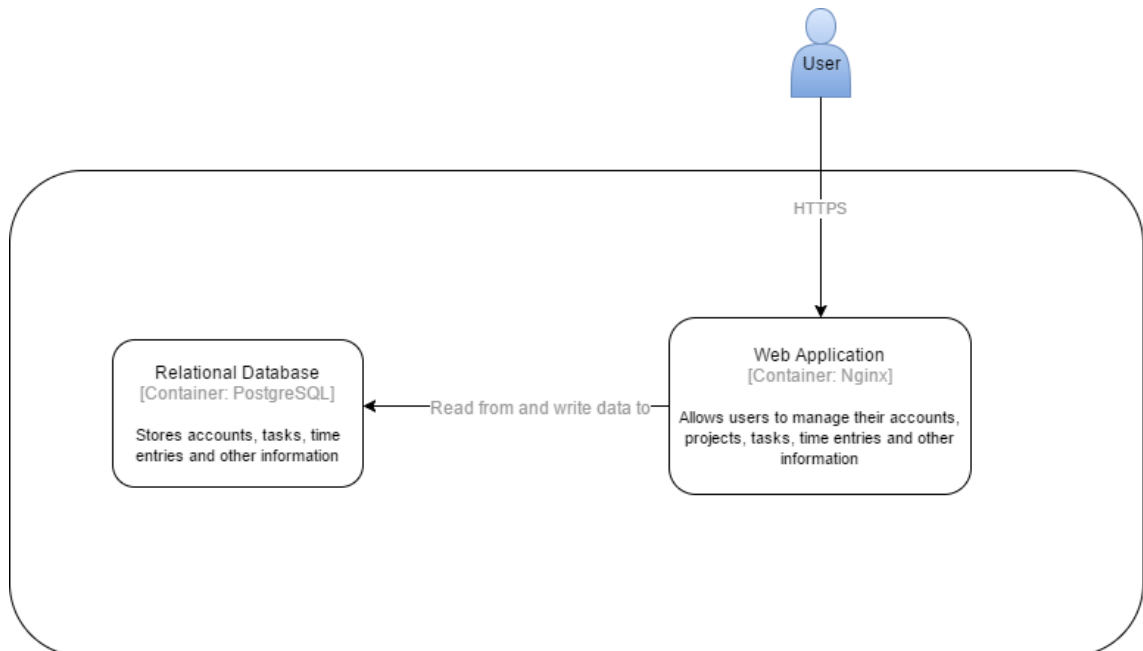 User
HTTPS
Relational Database
[Container: PostgreSQL]
Stores accounts, tasks, time
entries and other information
Read from and write data to
Web Application
[Container: Nginx]
Allows users to manage their accounts,
projects, tasks, time entries and other
information